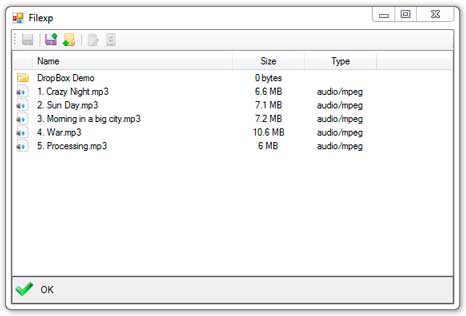 Filexp
Name Size Type
DropBox Demo 0 bytes
1. Crazy Night.mp3 6.6 MB audio/mpeg
2. Sun Day.mp3 7.1 MB audio/mpeg
3. Morning in a big city.mp3 7.2 MB audio/mpeg
4. War.mp3 10.6 MB audio/mpeg
5. Processing.mp3 6 MB audio/mpeg
OK